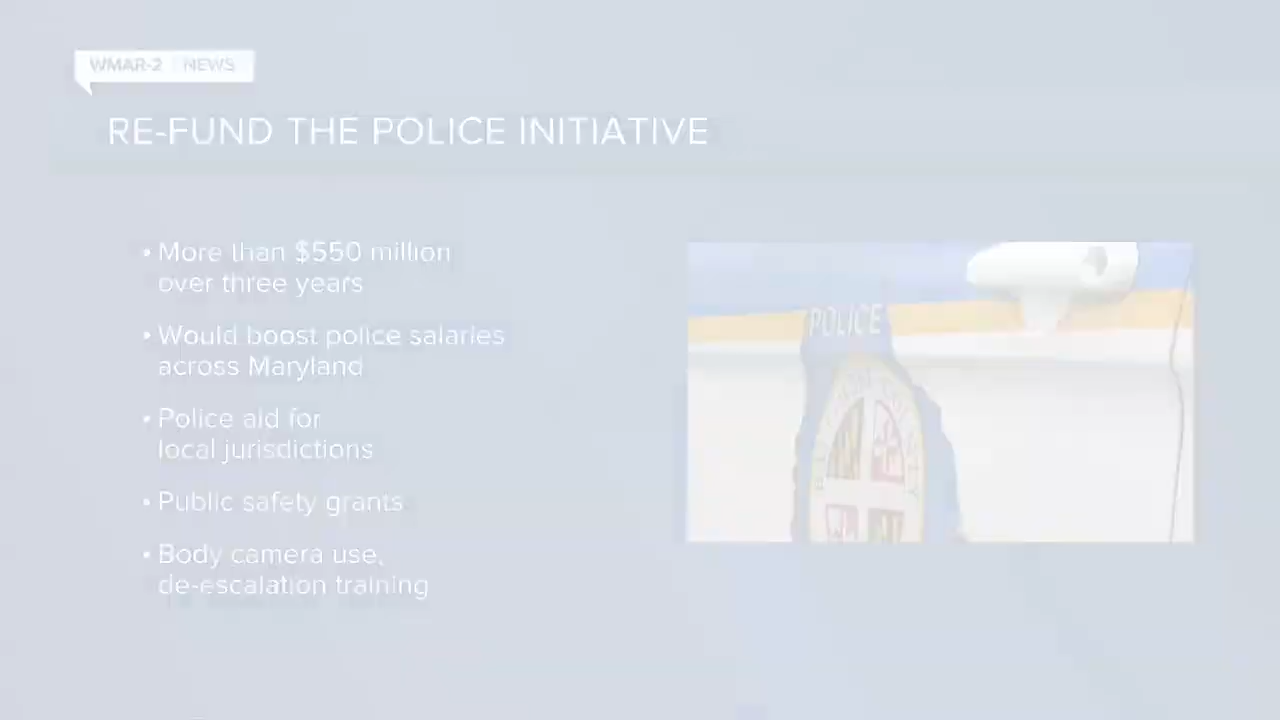 WMAR-2 NEWS
RE-FUND THE POLICE INITIATIVE
• More than $550 million
over three years
• Would boost police salaries
across Maryland
• Police aid for
local jurisdictions
• Public safety grants
• Body camera use,
de-escalation training
POLICE